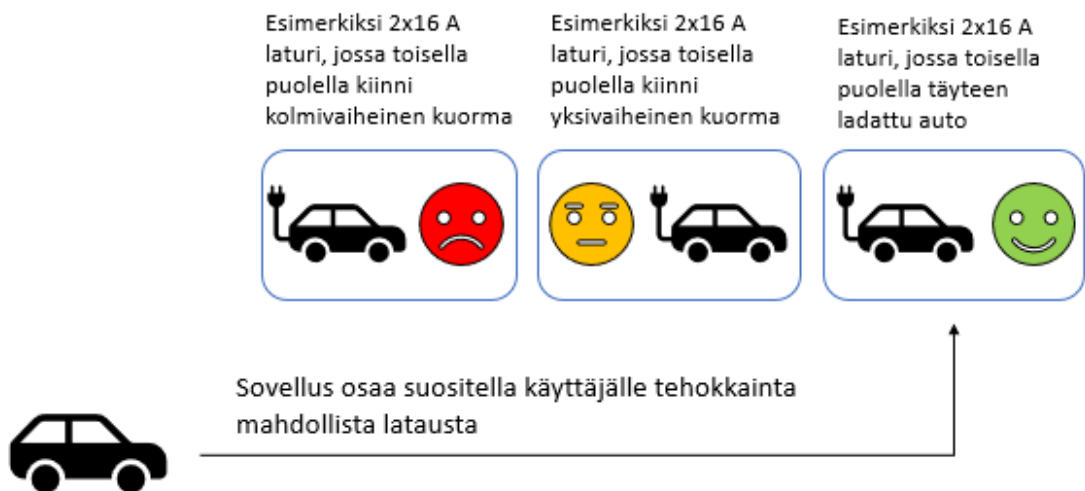 Esimerkiksi 2x16 A
laturi, jossa toisella
puolella kiinni
kolmivaiheinen kuorma
Esimerkiksi 2x16 A
laturi, jossa toisella
puolella kiinni
yksivaiheinen kuorma
Esimerkiksi 2x16 A
laturi, jossa toisella
puolella täyteen
ladattu auto
Sovellus osaa suositella käyttäjälle tehokkainta
mahdollista latausta